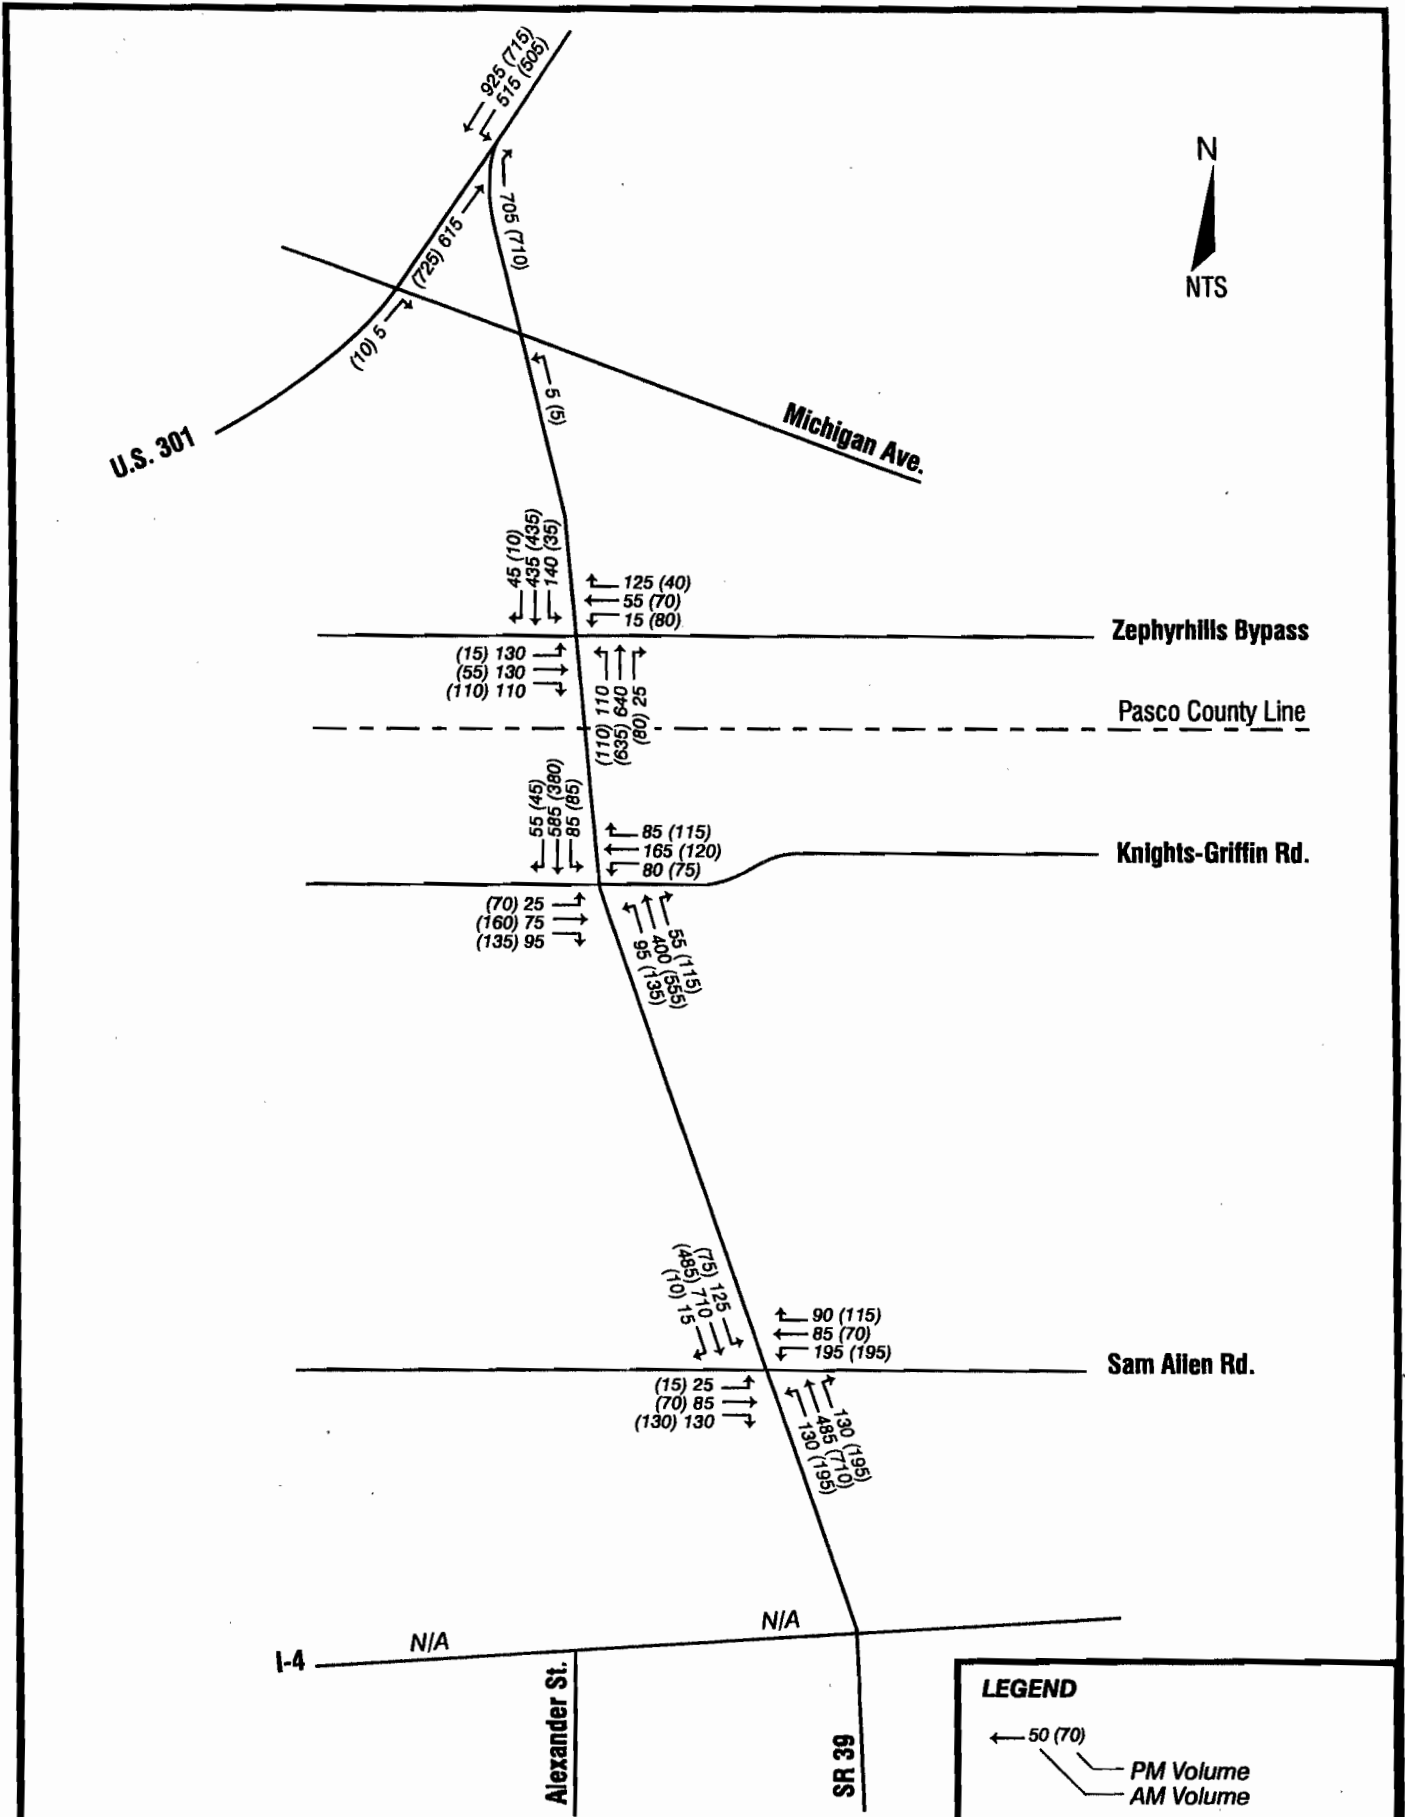 925 (715)
515 (505)
N
NTS
705 (710)
(725) 615
(10) 5
5 (5)
U.S. 301
Michigan Ave.
45 (10)
435 (435)
140 (35)
125 (40)
55 (70)
15 (80)
Zephyrhills Bypass
(15) 130
(55) 130
(110) 110
(110) 110
(635) 640
(80) 25
Pasco County Line
55 (45)
585 (380)
85 (85)
85 (115)
165 (120)
80 (75)
Knights-Griffin Rd.
(70) 25
(160) 75
(135) 95
95 (135)
400 (555)
55 (115)
(10) 15
(485) 710
(75) 125
90 (115)
85 (70)
195 (195)
Sam Allen Rd.
(15) 25
(70) 85
(130) 130
130 (195)
485 (710)
130 (195)
N/A
N/A
I-4
Alexander St.
SR 39
LEGEND
50 (70)
PM Volume
AM Volume